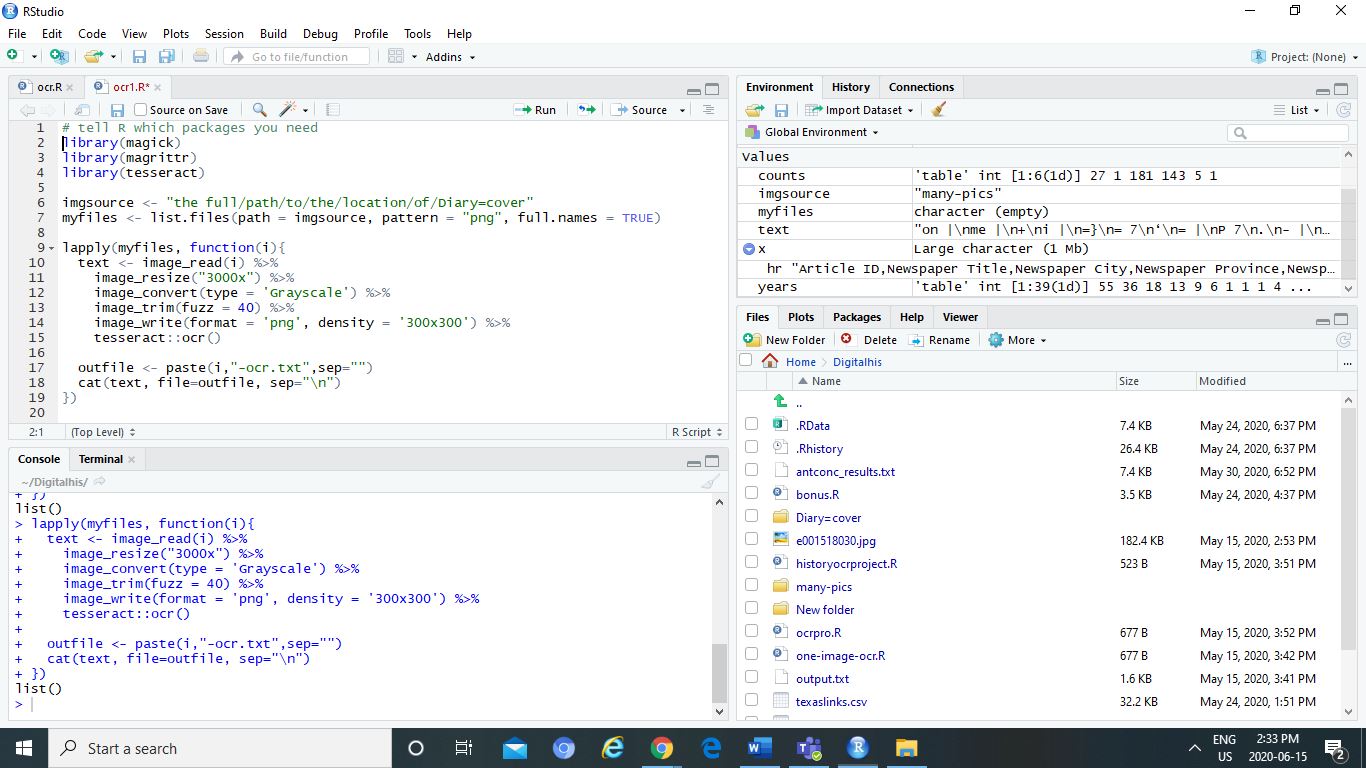 RStudio
File Edit Code View Plots Session Build Debug Profile Tools Help
Go to file/function Addins Project: (None)
ocr.R ocr1.R*
Source on Save Run Source
1 # tell R which packages you need
2 library(magick)
3 library(magrittr)
4 library(tesseract)
5
6 imgsource <- "the full/path/to/the/location/of/Diary=cover"
7 myfiles <- list.files(path = imgsource, pattern = "png", full.names = TRUE)
8
9 lapply(myfiles, function(i){
10 text <- image_read(i) %>%
11 image_resize("3000x") %>%
12 image_convert(type = 'Grayscale') %>%
13 image_trim(fuzz = 40) %>%
14 image_write(format = 'png', density = '300x300') %>%
15 tesseract::ocr()
16
17 outfile <- paste(i,"-ocr.txt",sep="")
18 cat(text, file=outfile, sep="\n")
19 })
20
2:1 (Top Level) R Script
Console Terminal
~/Digitalhis/
+ })
list()
> lapply(myfiles, function(i){
+ text <- image_read(i) %>%
+ image_resize("3000x") %>%
+ image_convert(type = 'Grayscale') %>%
+ image_trim(fuzz = 40) %>%
+ image_write(format = 'png', density = '300x300') %>%
+ tesseract::ocr()
+
+ outfile <- paste(i,"-ocr.txt",sep="")
+ cat(text, file=outfile, sep="\n")
+ })
list()
>
Environment History Connections
Import Dataset List
Global Environment
Values
counts 'table' int [1:6(1d)] 27 1 181 143 5 1
imgsource "many-pics"
myfiles character (empty)
text "on |\nme |\n+\ni |\n=}\n= 7\n‘\n= |\nP 7\n.\n- |\n…
x Large character (1 Mb)
hr "Article ID,Newspaper Title,Newspaper City,Newspaper Province,Newsp…
years 'table' int [1:39(1d)] 55 36 18 13 9 6 1 1 1 4 ...
Files Plots Packages Help Viewer
New Folder Delete Rename More
Home Digitalhis ...
Name Size Modified
..
.RData 7.4 KB May 24, 2020, 6:37 PM
.Rhistory 26.4 KB May 24, 2020, 6:37 PM
antconc_results.txt 7.4 KB May 30, 2020, 6:52 PM
bonus.R 3.5 KB May 24, 2020, 4:37 PM
Diary=cover
e001518030.jpg 182.4 KB May 15, 2020, 2:53 PM
historyocrproject.R 523 B May 15, 2020, 3:51 PM
many-pics
New folder
ocrpro.R 677 B May 15, 2020, 3:52 PM
one-image-ocr.R 677 B May 15, 2020, 3:42 PM
output.txt 1.6 KB May 15, 2020, 3:41 PM
texaslinks.csv 32.2 KB May 24, 2020, 1:51 PM
Start a search
ENG 2:33 PM
US 2020-06-15 2